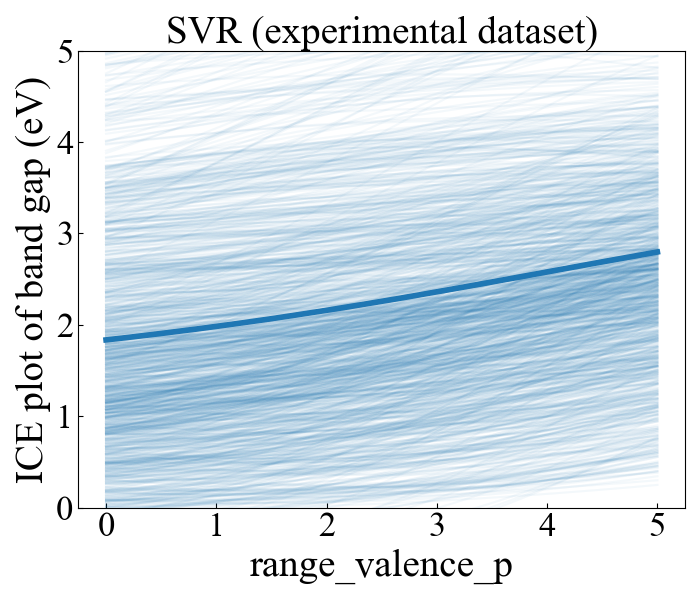 SVR (experimental dataset)
ICE plot of band gap (eV)
5
4
3
2
1
0
0 1 2 3 4 5
range_valence_p